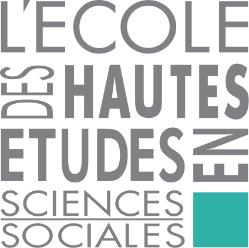 L'ECOLE
DES HAUTES
ETUDES EN
SCIENCES
SOCIALES